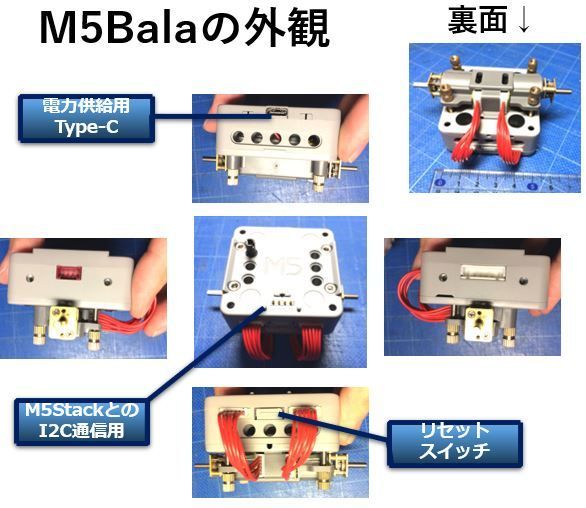 M5Balaの外観
裏面↓
電力供給用
Type-C
M5
M5Stackとの
I2C通信用
リセット
スイッチ